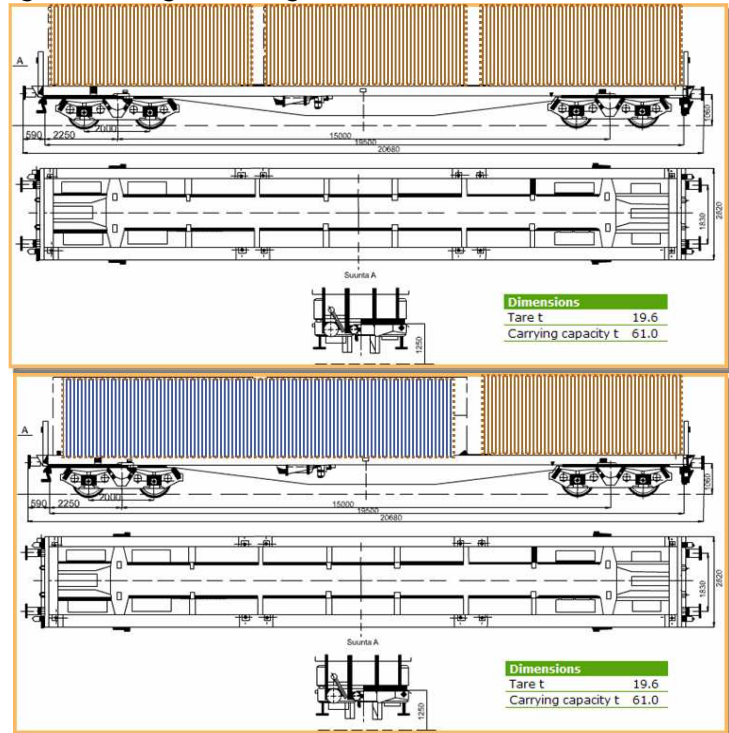 A
2000
1060
590 2250 15000
19500
20680
1830
2820
Suunta A
1250
Dimensions
Tare t 19.6
Carrying capacity t 61.0
A
2000
1060
590 2250 15000
19500
20680
1830
2820
Suunta A
1250
Dimensions
Tare t 19.6
Carrying capacity t 61.0